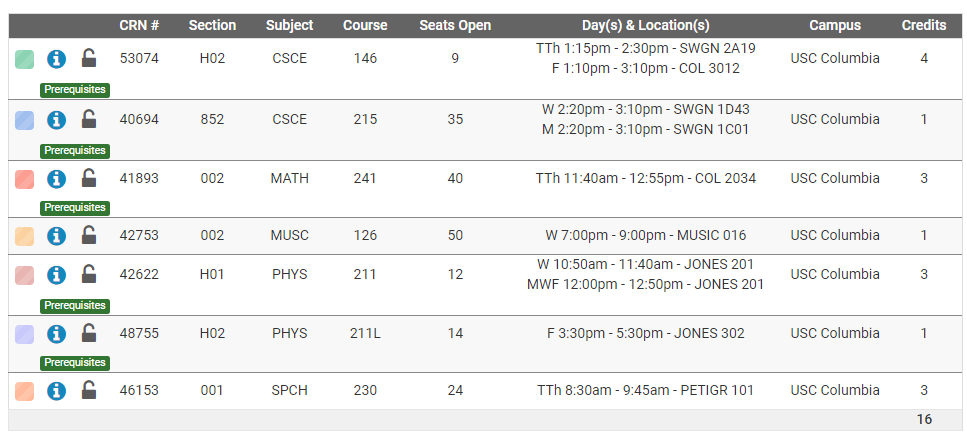 CRN # Section Subject Course Seats Open Day(s) & Location(s) Campus Credits
53074 H02 CSCE 146 9 TTh 1:15pm - 2:30pm - SWGN 2A19 USC Columbia 4
F 1:10pm - 3:10pm - COL 3012
Prerequisites
40694 852 CSCE 215 35 W 2:20pm - 3:10pm - SWGN 1D43 USC Columbia 1
M 2:20pm - 3:10pm - SWGN 1C01
Prerequisites
41893 002 MATH 241 40 TTh 11:40am - 12:55pm - COL 2034 USC Columbia 3
Prerequisites
42753 002 MUSC 126 50 W 7:00pm - 9:00pm - MUSIC 016 USC Columbia 1
42622 H01 PHYS 211 12 W 10:50am - 11:40am - JONES 201 USC Columbia 3
MWF 12:00pm - 12:50pm - JONES 201
Prerequisites
48755 H02 PHYS 211L 14 F 3:30pm - 5:30pm - JONES 302 USC Columbia 1
Prerequisites
46153 001 SPCH 230 24 TTh 8:30am - 9:45am - PETIGR 101 USC Columbia 3
16